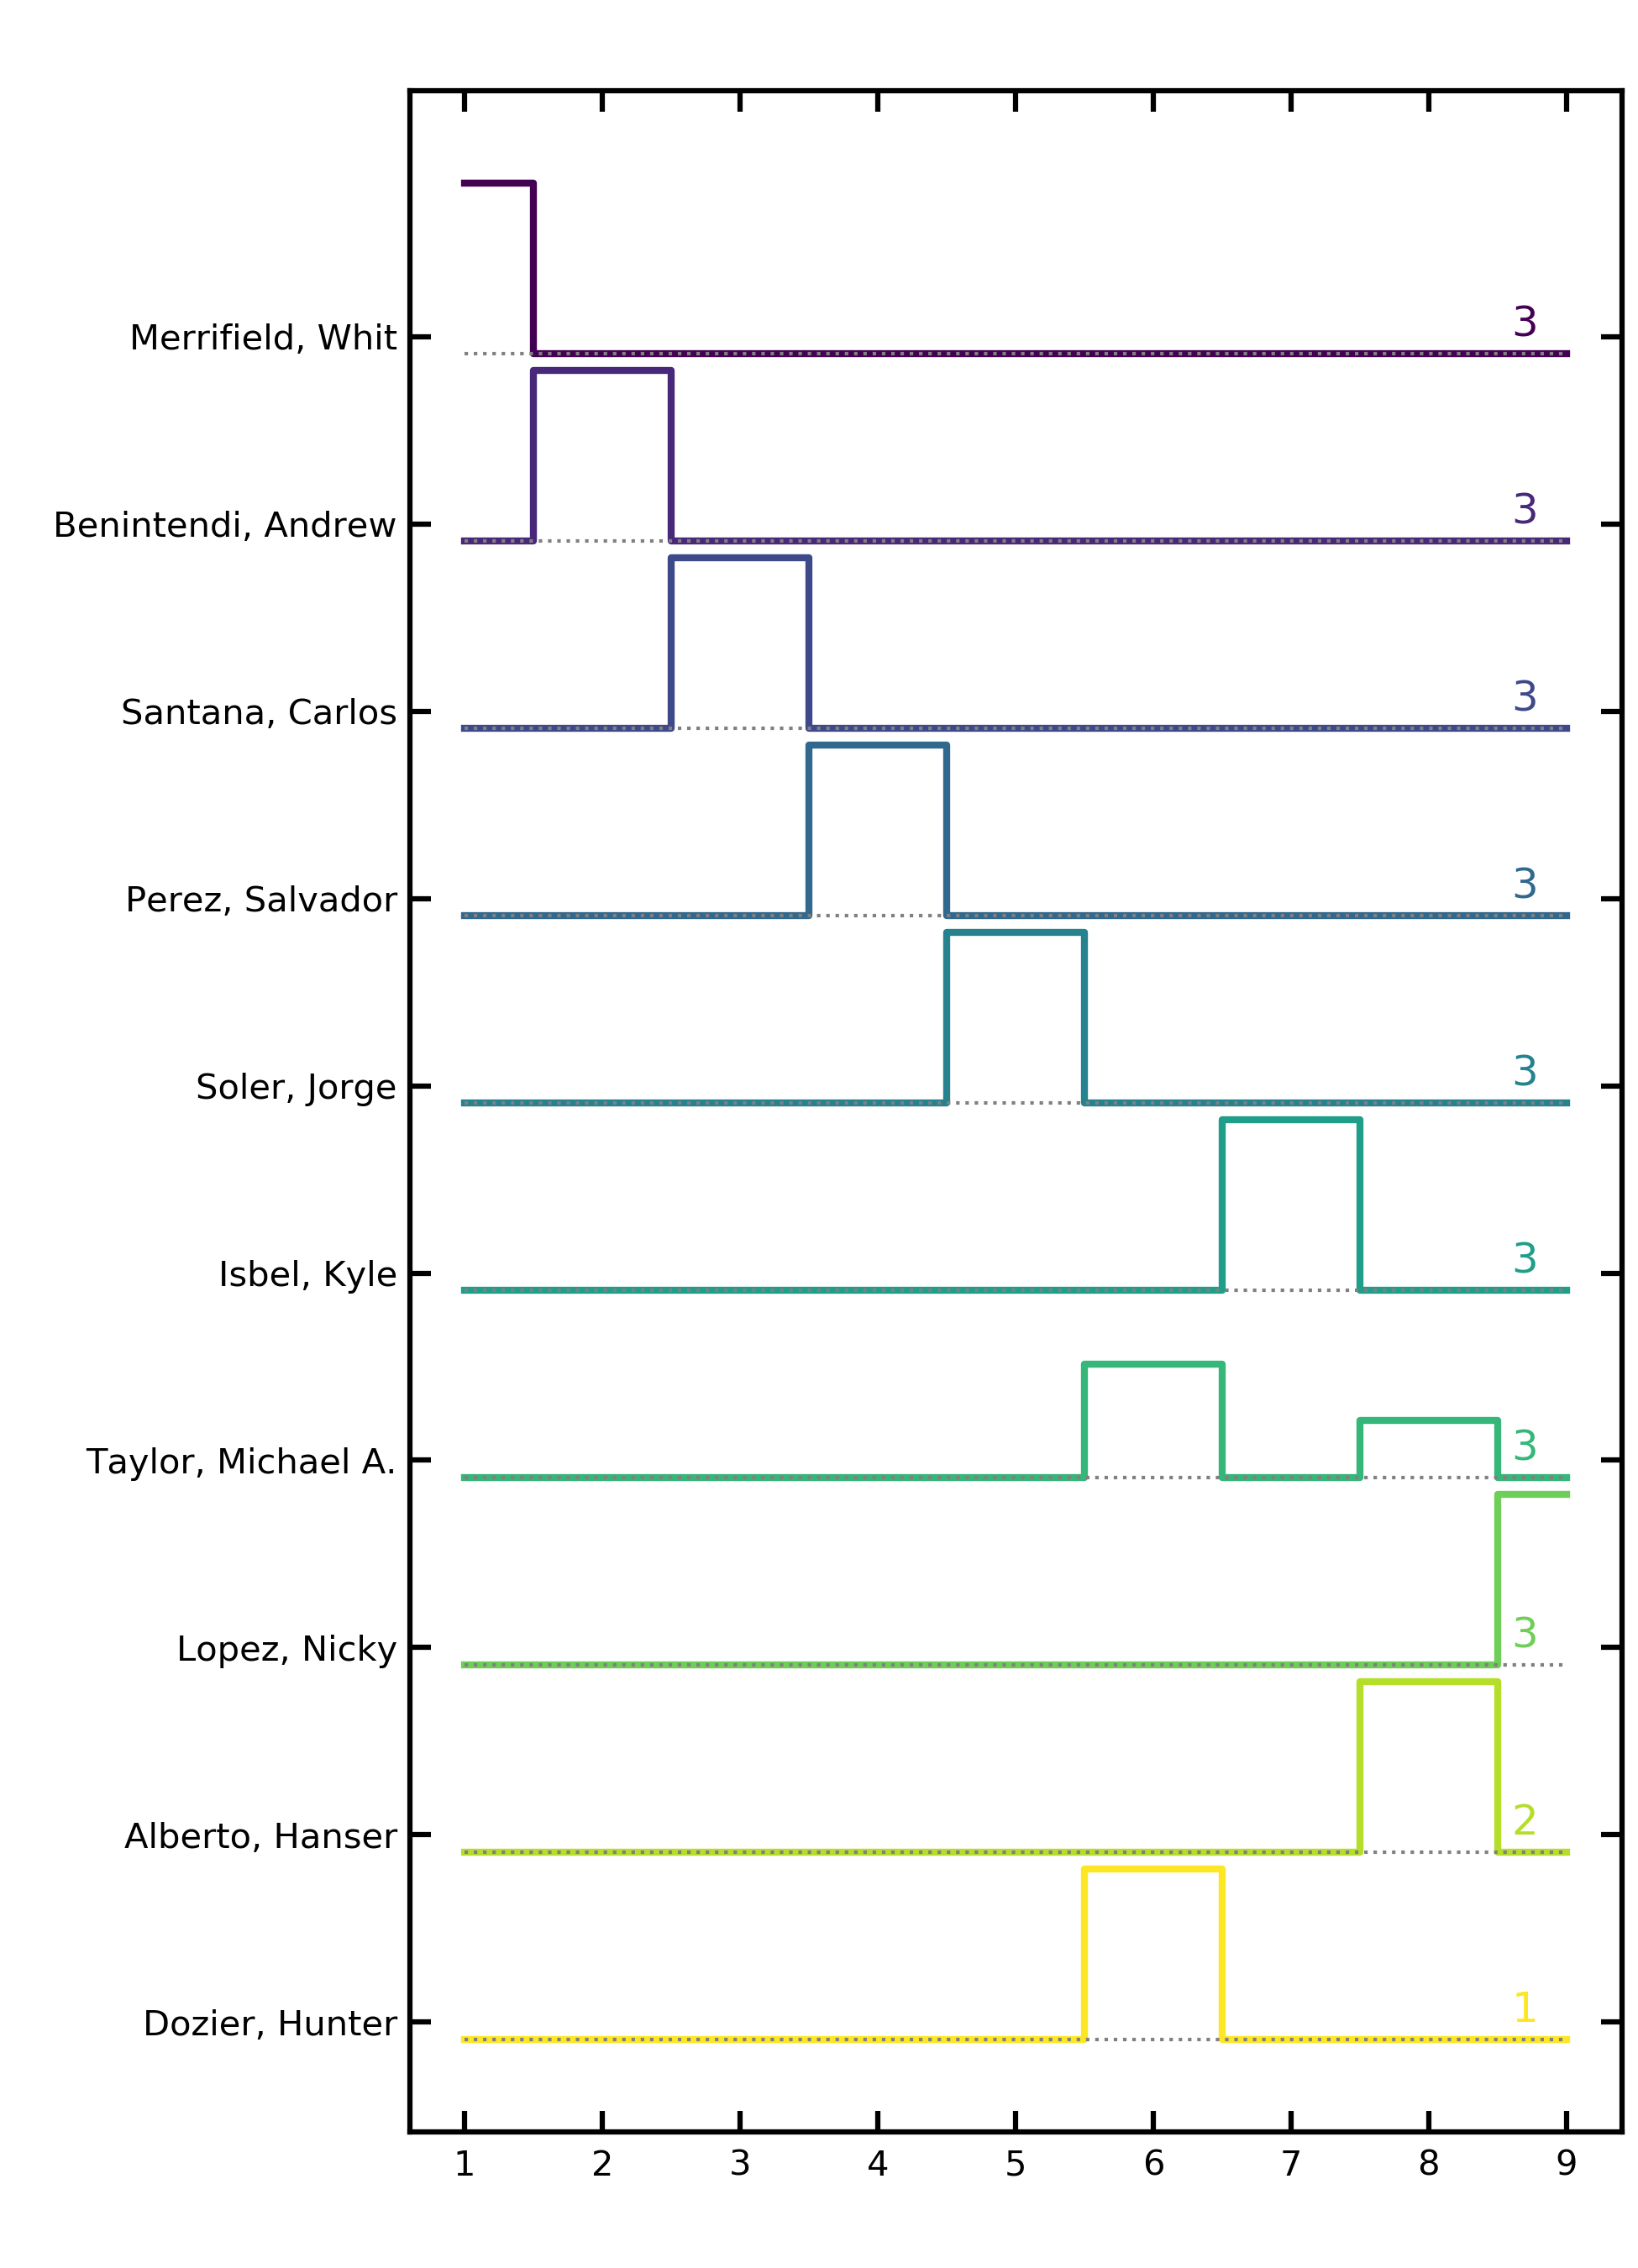 Merrifield, Whit 3
Benintendi, Andrew 3
Santana, Carlos 3
Perez, Salvador 3
Soler, Jorge 3
Isbel, Kyle 3
Taylor, Michael A. 3
Lopez, Nicky 3
Alberto, Hanser 2
Dozier, Hunter 1
1 2 3 4 5 6 7 8 9